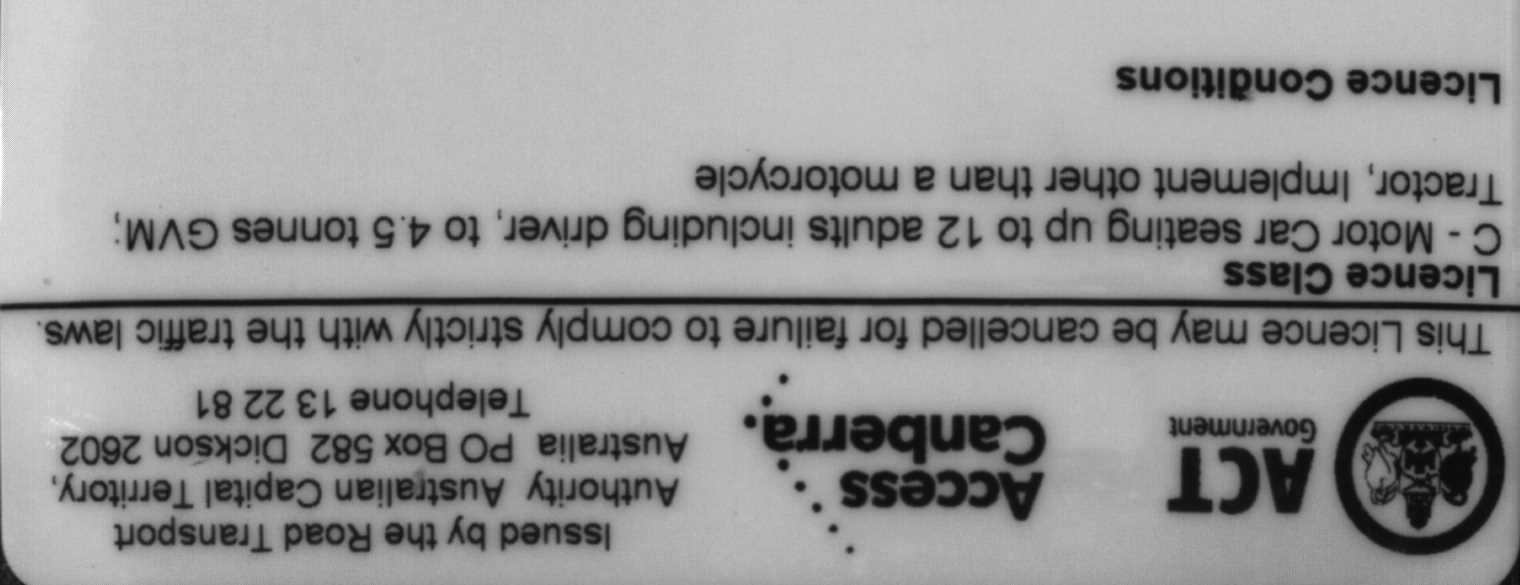 ACT
Government
Access
Canberra.
Issued by the Road Transport
Authority Australian Capital Territory,
Australia PO Box 582 Dickson 2602
Telephone 13 22 81
This Licence may be cancelled for failure to comply strictly with the traffic laws.
Licence Class
C - Motor Car seating up to 12 adults including driver, to 4.5 tonnes GVM;
Tractor, Implement other than a motorcycle
Licence Conditions